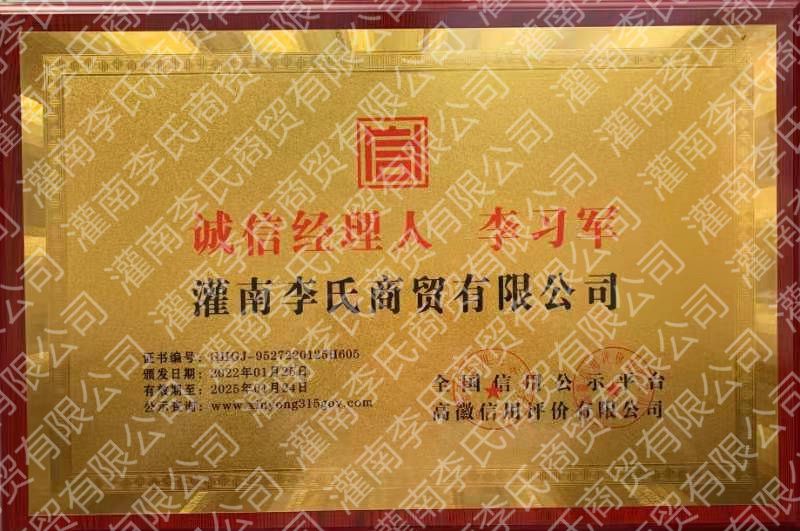 信
诚信经理人 李习军
灌南李氏商贸有限公司
证书编号:
颁发日期: 2022年01月25日
有效期至: 2025年01月24日
公示查询: www.xinyong315gov.com
全国信用公示平台
高徽信用评价有限公司
灌南李氏商贸有限公司